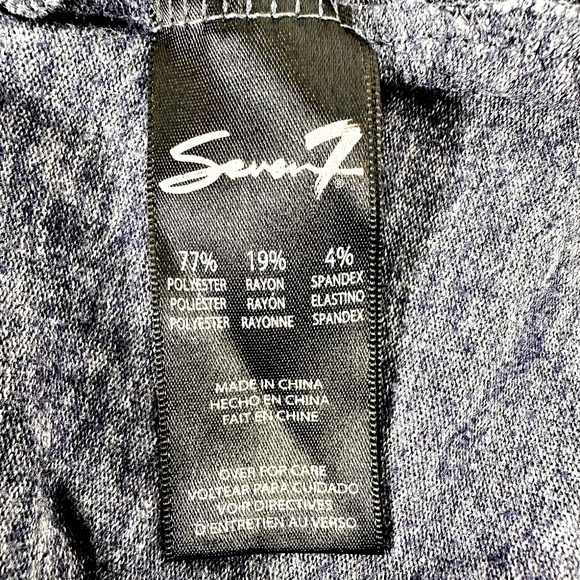 Seven7
77% 19% 4%
POLYESTER RAYON SPANDEX
POLIÉSTER RAYÓN ELASTINO
POLYESTER RAYONNE SPANDEX
MADE IN CHINA
HECHO EN CHINA
FAIT EN CHINE
OVER FOR CARE
VOLTEAR PARA CUIDADO
VOIR DIRECTIVES
D'ENTRETIEN AU VERSO